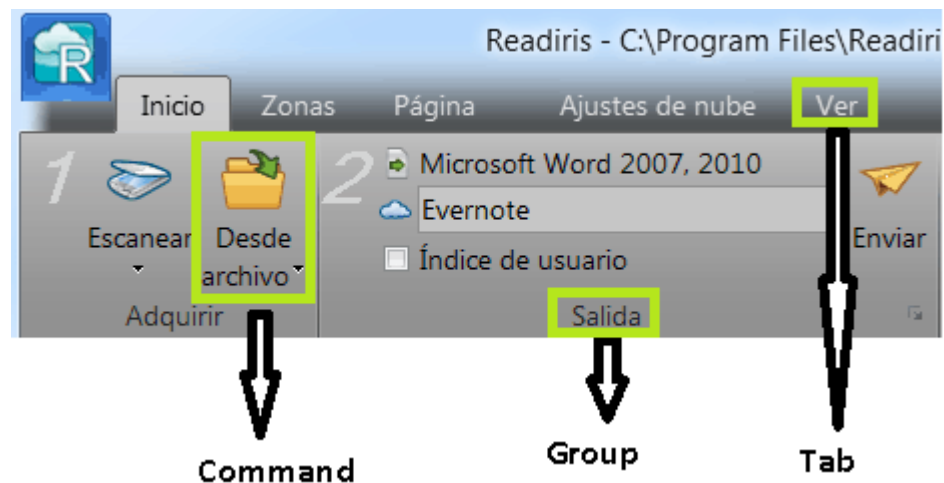 R
Readiris - C:\Program Files\Readiri
Inicio Zonas Página Ajustes de nube Ver
1
Escanear
Desde archivo
Adquirir
2
Microsoft Word 2007, 2010
Evernote
Índice de usuario
Enviar
Salida
Command
Group
Tab